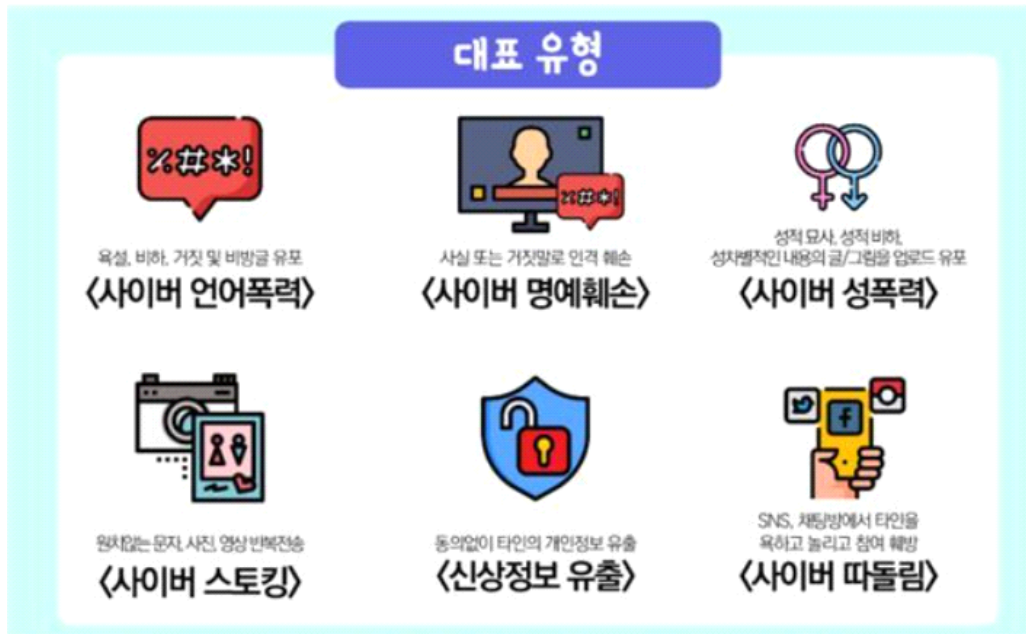 대표 유형
%#*!
욕설, 비하, 거짓 및 비방글 유포
<사이버 언어폭력>
%#*!
사실 또는 거짓말로 인격 훼손
<사이버 명예훼손>
성적 묘사, 성적 비하,
성차별적인 내용의 글/그림을 업로드 유포
<사이버 성폭력>
원치않는 문자, 사진, 영상 반복전송
<사이버 스토킹>
동의없이 타인의 개인정보 유출
<신상정보 유출>
f
SNS, 채팅방에서 타인을
욕하고 놀리고 참여 훼방
<사이버 따돌림>